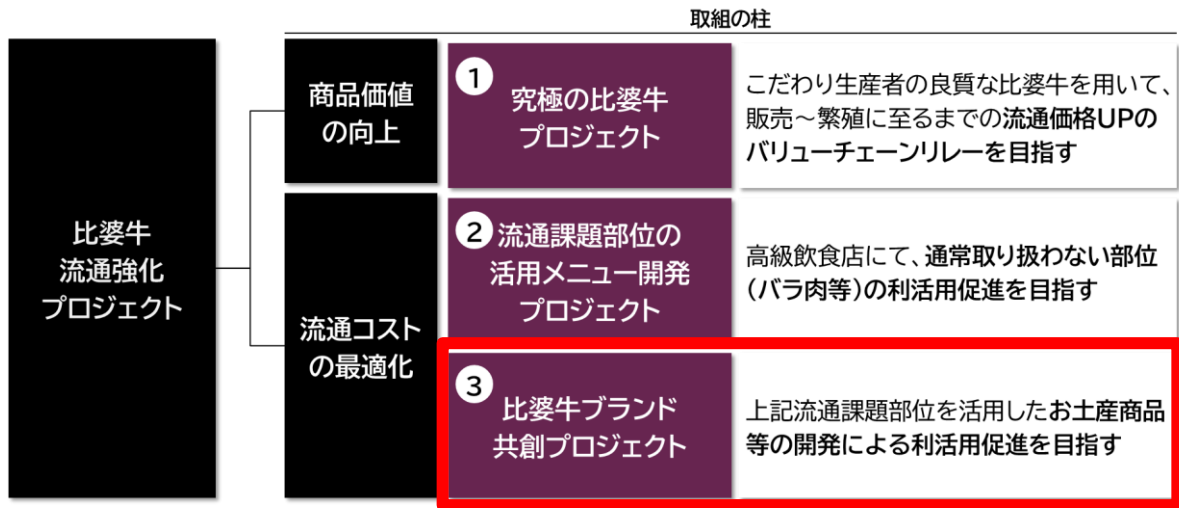 取組の柱
比婆牛
流通強化
プロジェクト
商品価値
の向上
1
究極の比婆牛
プロジェクト
こだわり生産者の良質な比婆牛を用いて、
販売～繁殖に至るまでの流通価格UPの
バリューチェーンリレーを目指す
流通コスト
の最適化
2
流通課題部位の
活用メニュー開発
プロジェクト
高級飲食店にて、通常取り扱わない部位
（バラ肉等）の利活用促進を目指す
3
比婆牛ブランド
共創プロジェクト
上記流通課題部位を活用したお土産商品
等の開発による利活用促進を目指す